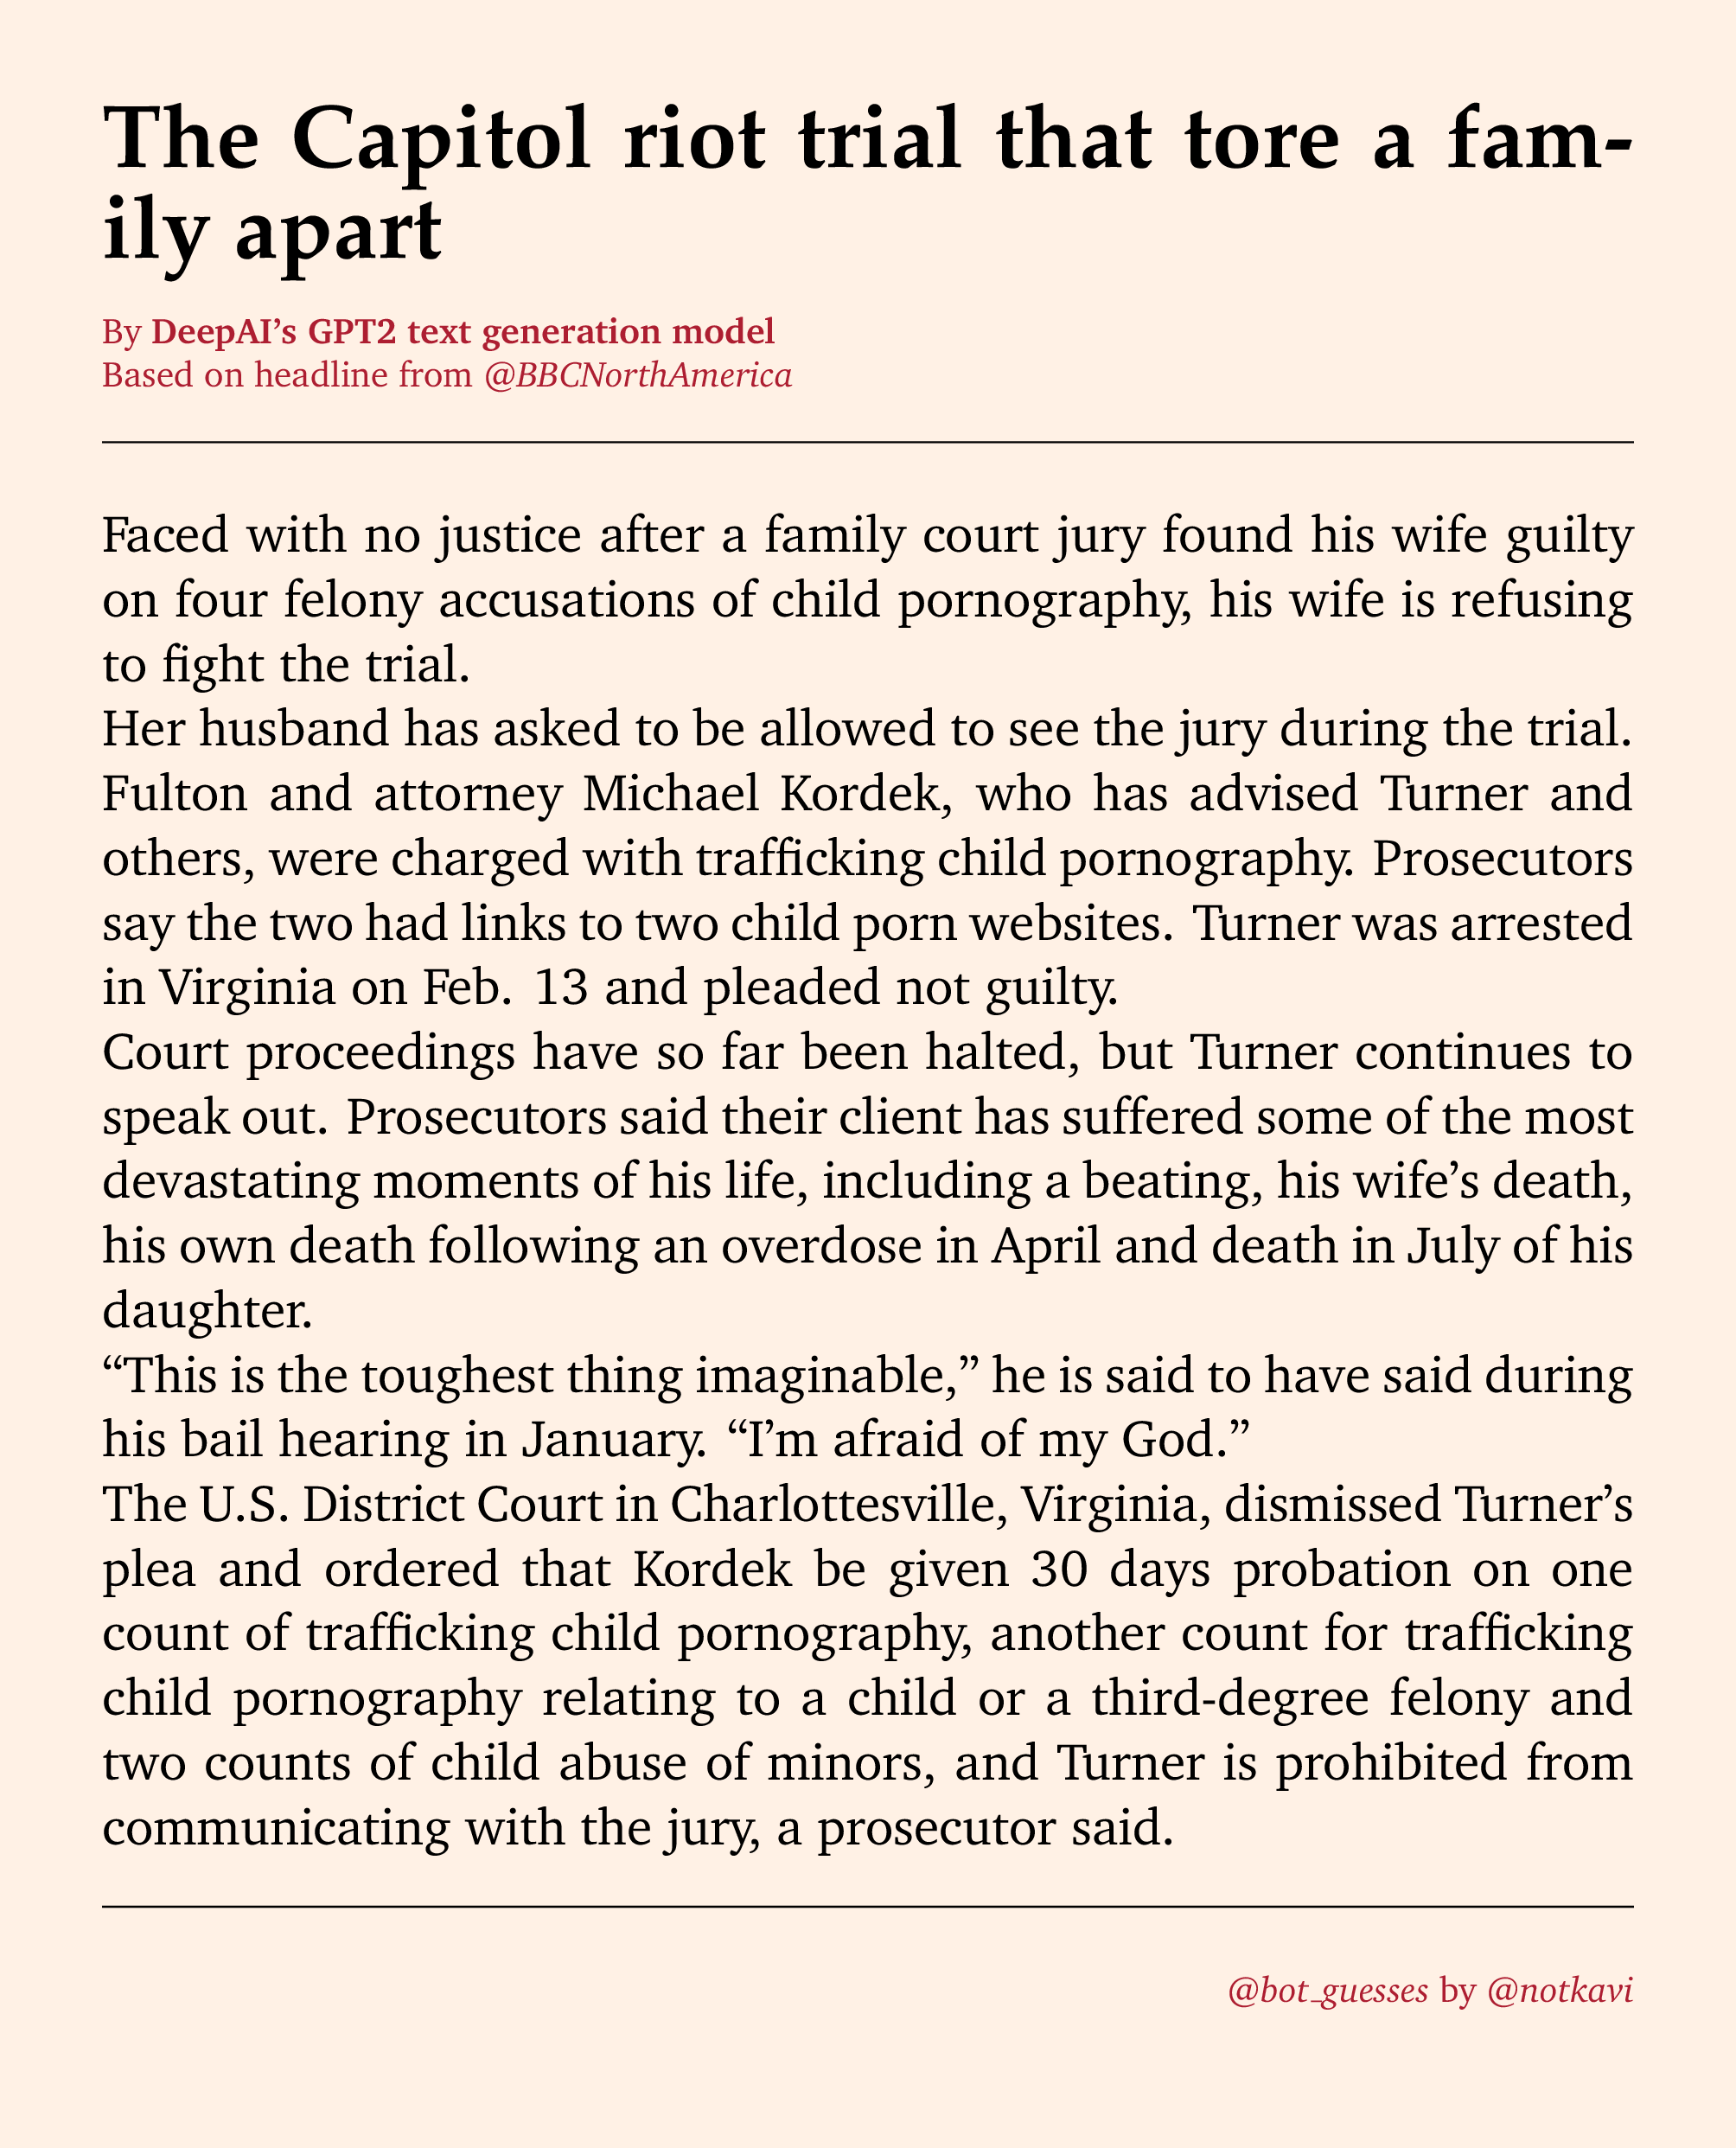 The Capitol riot trial that tore a fam-
ily apart
By DeepAI’s GPT2 text generation model
Based on headline from @BBCNorthAmerica
Faced with no justice after a family court jury found his wife guilty
on four felony accusations of child pornography, his wife is refusing
to fight the trial.
Her husband has asked to be allowed to see the jury during the trial.
Fulton and attorney Michael Kordek, who has advised Turner and
others, were charged with trafficking child pornography. Prosecutors
say the two had links to two child porn websites. Turner was arrested
in Virginia on Feb. 13 and pleaded not guilty.
Court proceedings have so far been halted, but Turner continues to
speak out. Prosecutors said their client has suffered some of the most
devastating moments of his life, including a beating, his wife’s death,
his own death following an overdose in April and death in July of his
daughter.
“This is the toughest thing imaginable,” he is said to have said during
his bail hearing in January. “I’m afraid of my God.”
The U.S. District Court in Charlottesville, Virginia, dismissed Turner’s
plea and ordered that Kordek be given 30 days probation on one
count of trafficking child pornography, another count for trafficking
child pornography relating to a child or a third-degree felony and
two counts of child abuse of minors, and Turner is prohibited from
communicating with the jury, a prosecutor said.
@bot_guesses by @notkavi